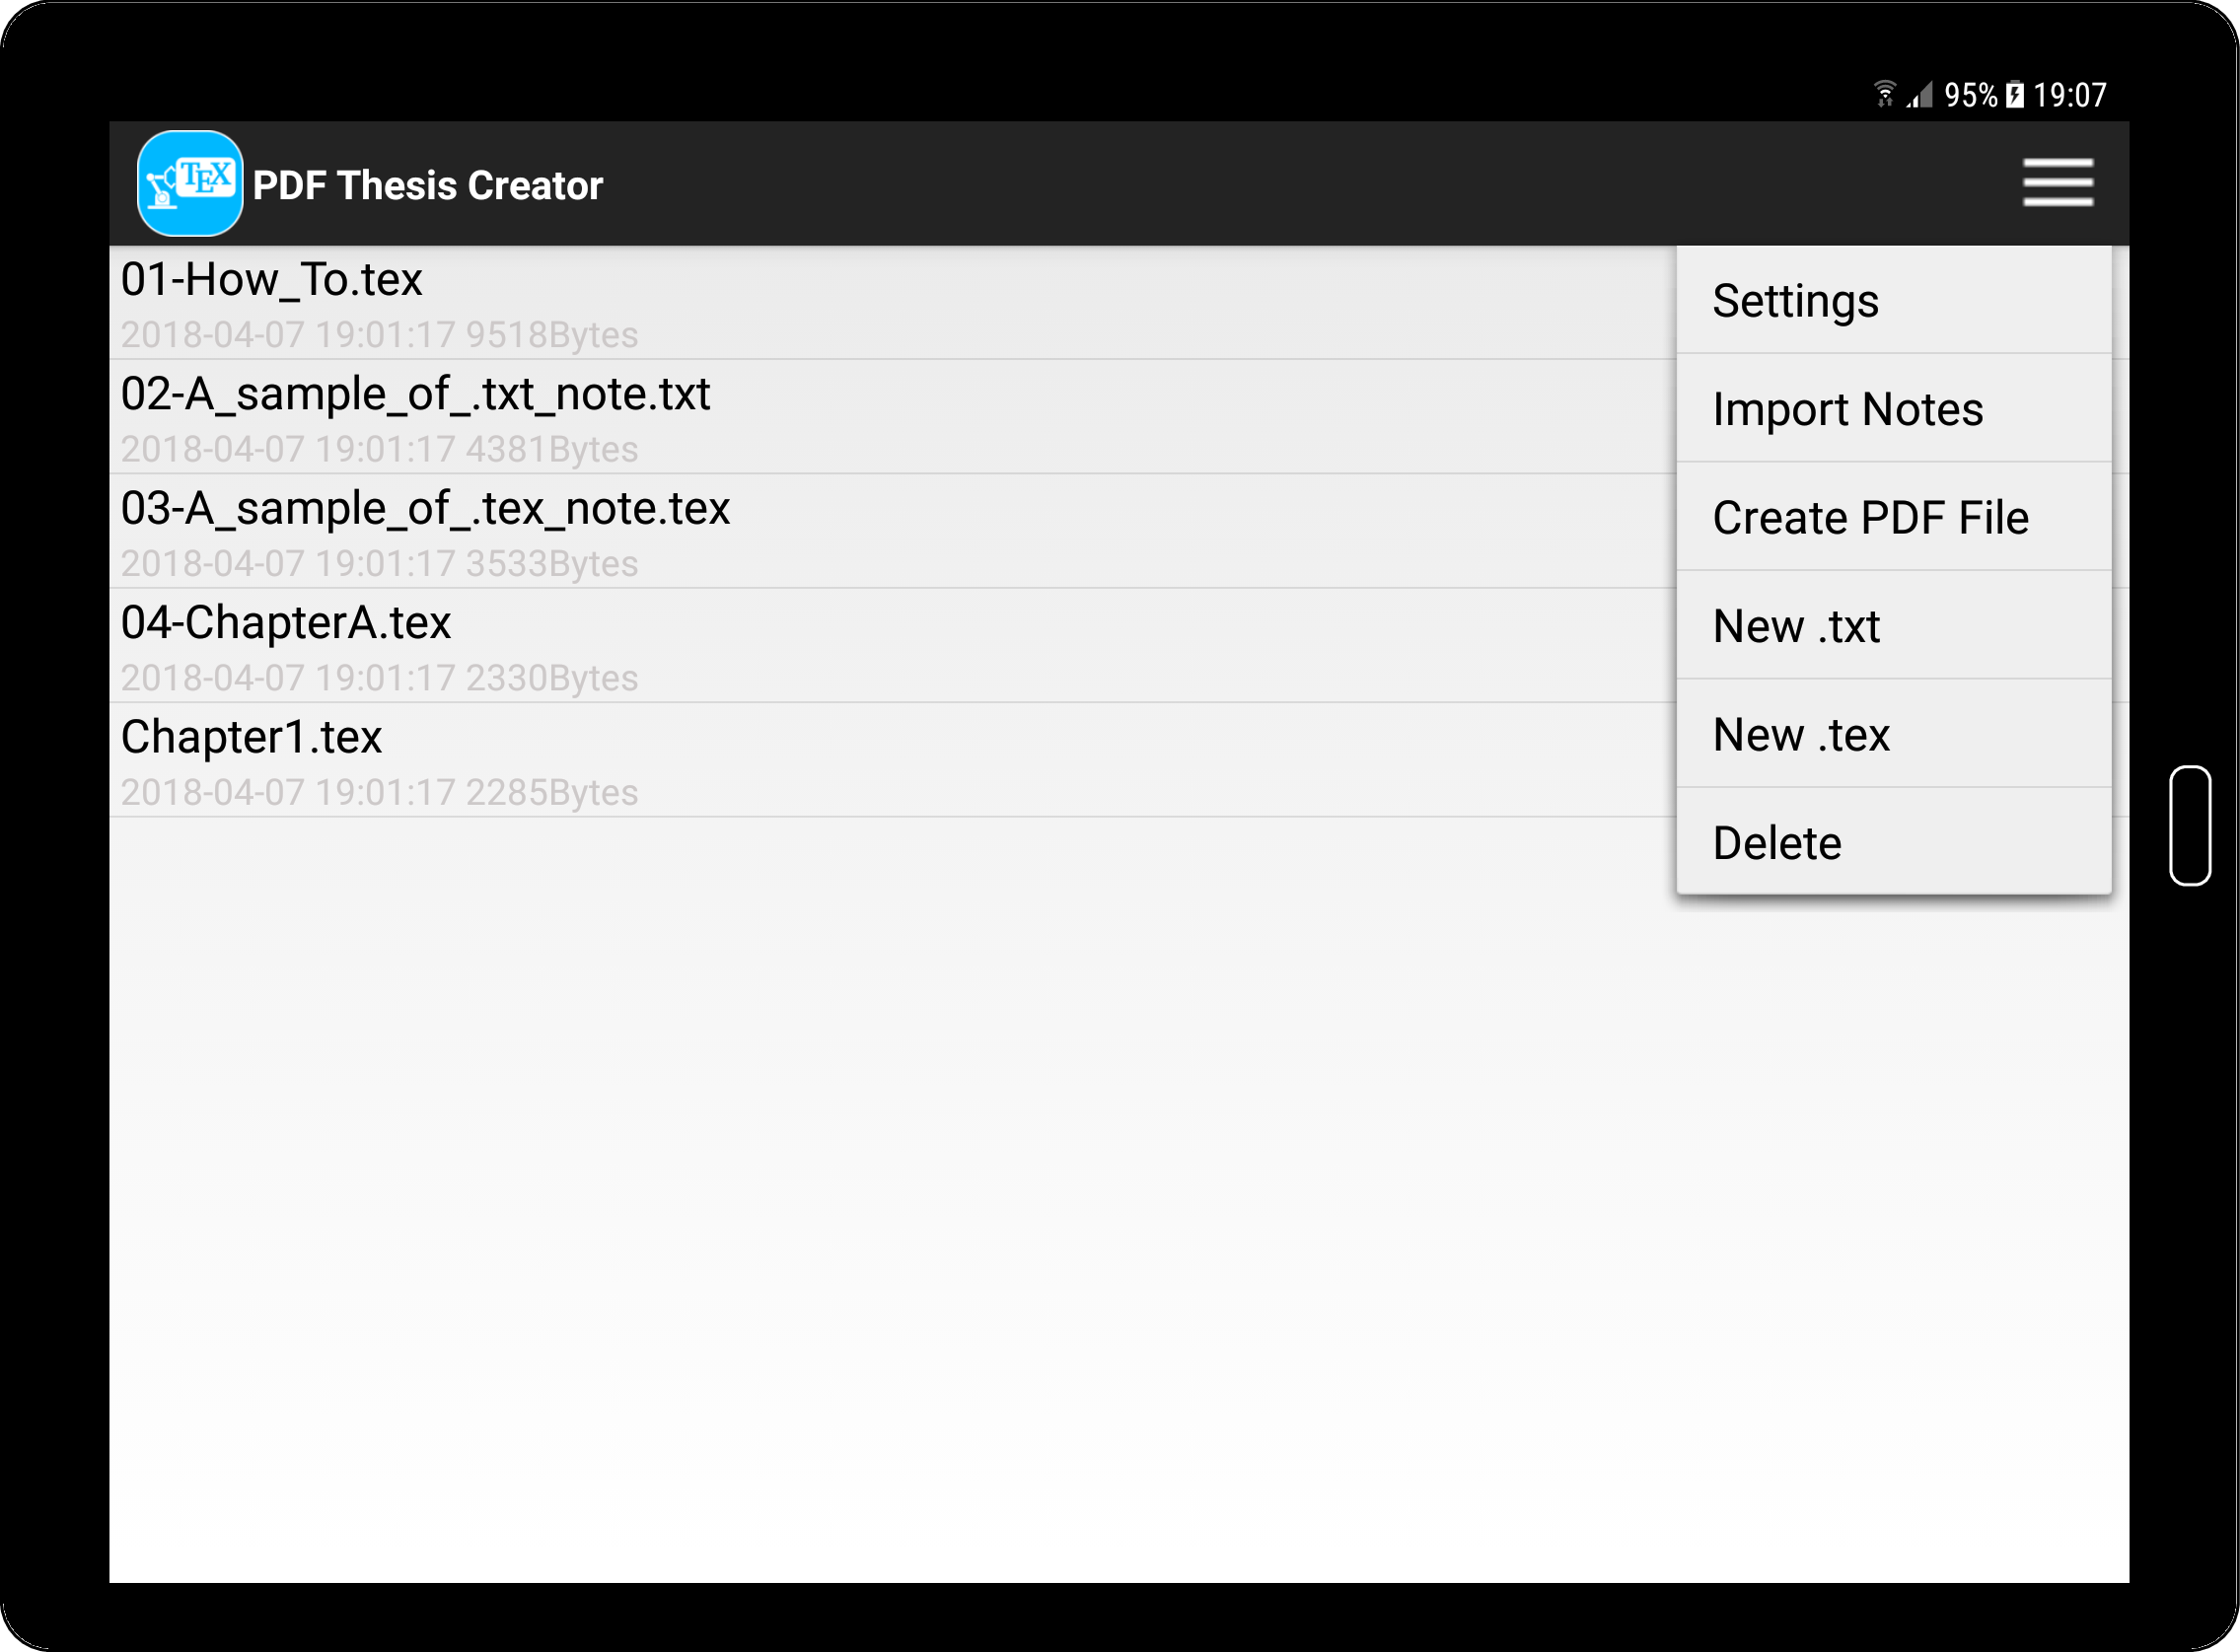 95% 19:07
TEX PDF Thesis Creator
01-How_To.tex
2018-04-07 19:01:17 9518Bytes
02-A_sample_of_.txt_note.txt
2018-04-07 19:01:17 4381Bytes
03-A_sample_of_.tex_note.tex
2018-04-07 19:01:17 3533Bytes
04-ChapterA.tex
2018-04-07 19:01:17 2330Bytes
Chapter1.tex
2018-04-07 19:01:17 2285Bytes
Settings
Import Notes
Create PDF File
New .txt
New .tex
Delete